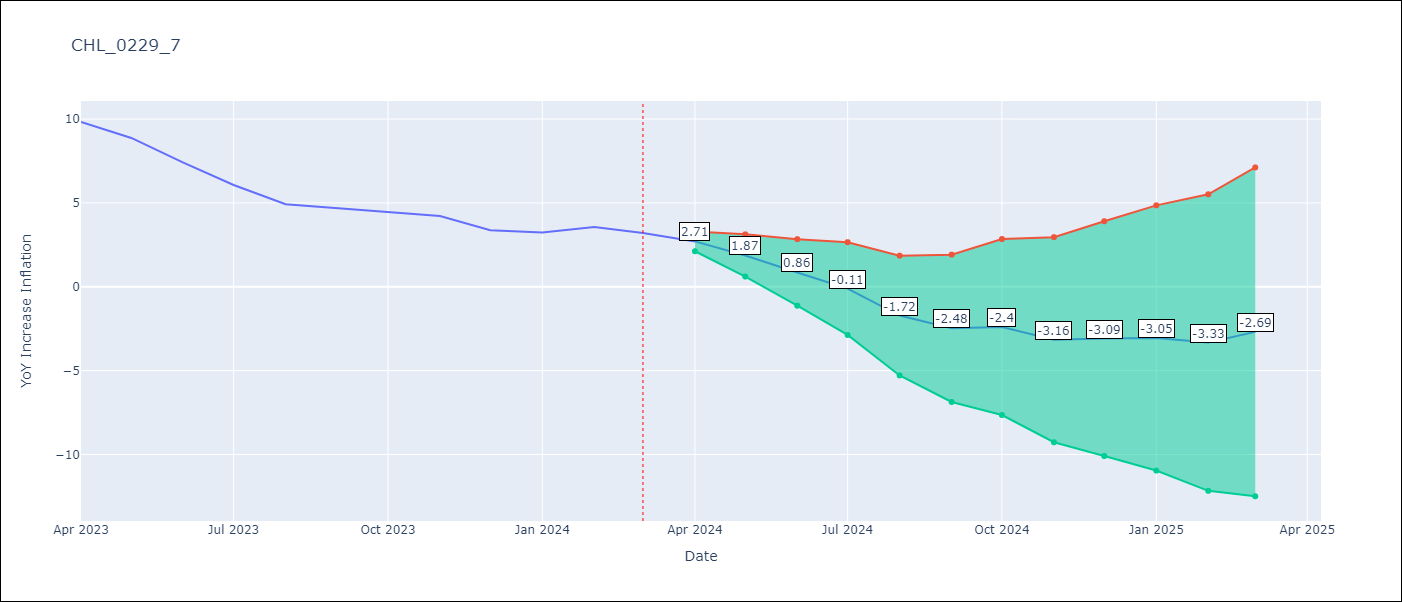 CHL_0229_7
YoY Increase Inflation
10
5
0
−5
−10
2.71
1.87
0.86
-0.11
-1.72
-2.48
-2.4
-3.16
-3.09
-3.05
-3.33
-2.69
Apr 2023
Jul 2023
Oct 2023
Jan 2024
Apr 2024
Jul 2024
Oct 2024
Jan 2025
Apr 2025
Date